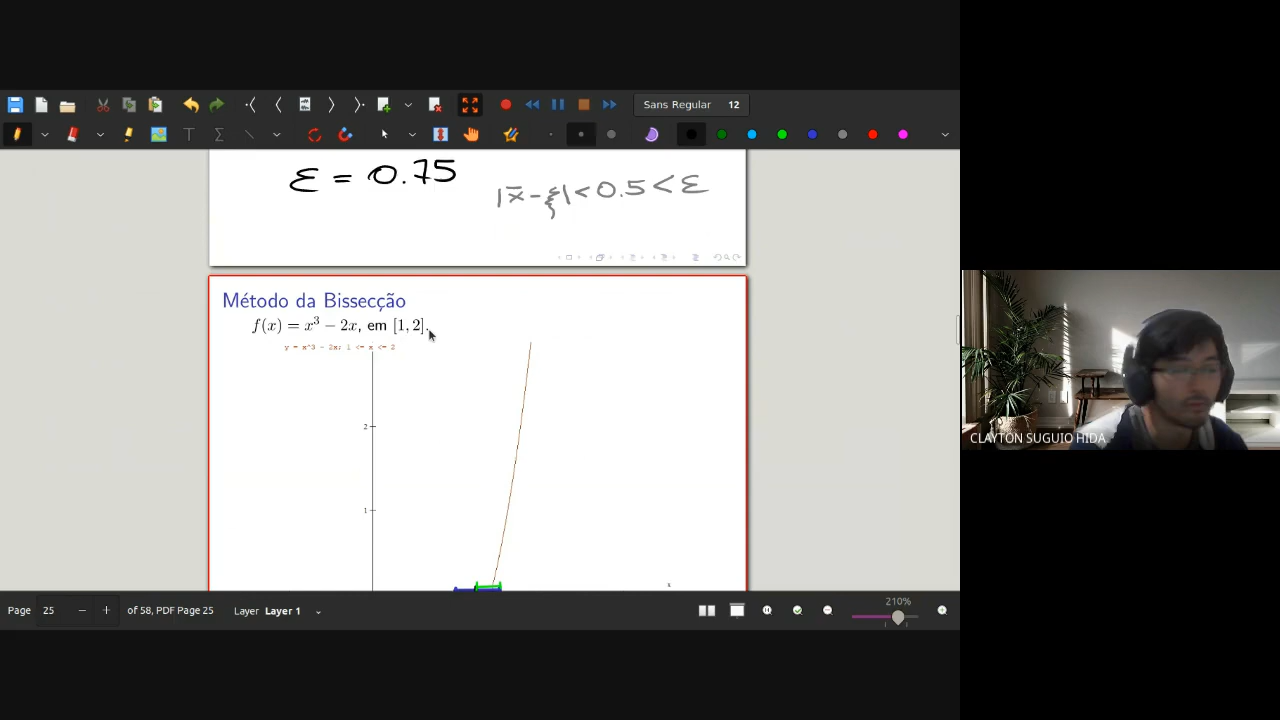 Sans Regular 12
ε = 0.75
|x̄ - ξ| < 0.5 < ε
Método da Bissecção
f(x) = x³ − 2x, em [1, 2].
y = x^3 - 2x; 1 <= x <= 2
2
1
x
CLAYTON SUGUIO HIDA
Page 25 of 58, PDF Page 25 Layer Layer 1
210%